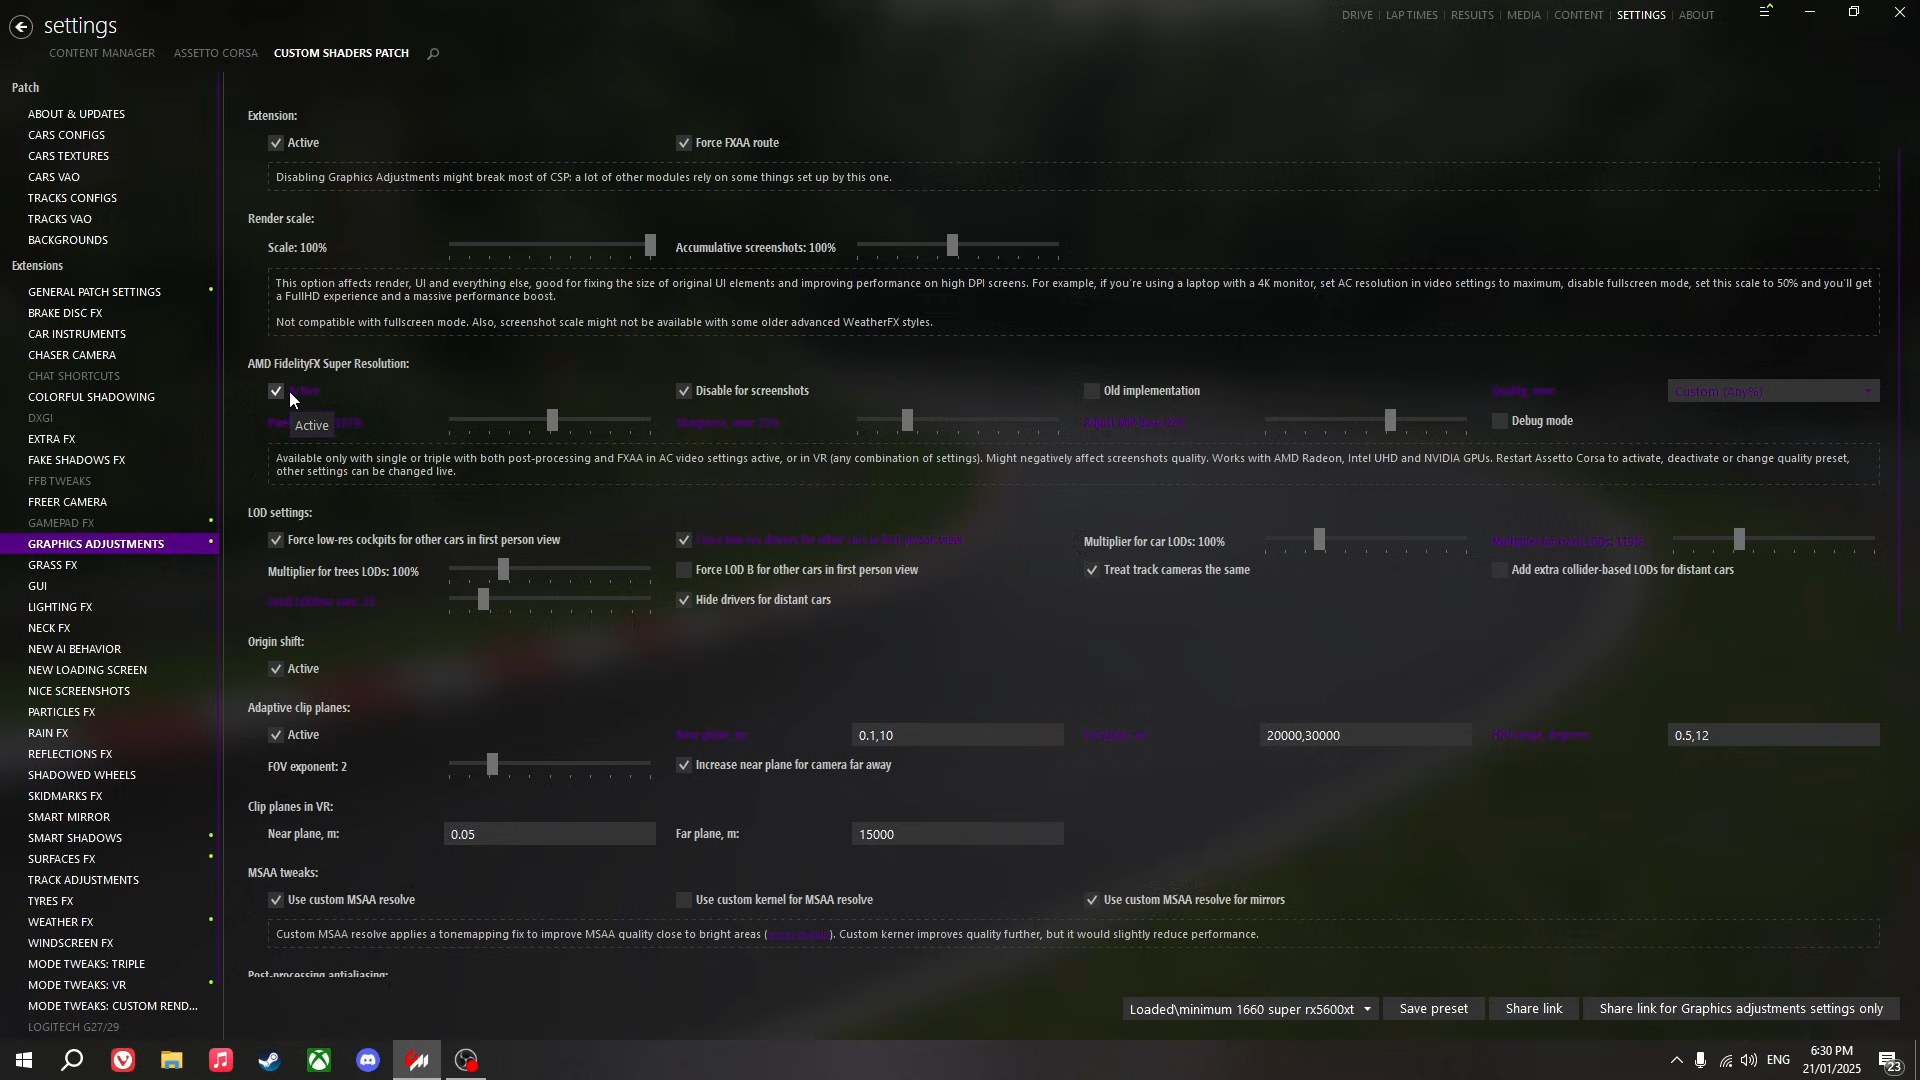 settings
DRIVE | LAP TIMES | RESULTS | MEDIA | CONTENT | SETTINGS | ABOUT
CONTENT MANAGER ASSETTO CORSA CUSTOM SHADERS PATCH
Patch
ABOUT & UPDATES
CARS CONFIGS
CARS TEXTURES
CARS VAO
TRACKS CONFIGS
TRACKS VAO
BACKGROUNDS
Extensions
GENERAL PATCH SETTINGS
BRAKE DISC FX
CAR INSTRUMENTS
CHASER CAMERA
CHAT SHORTCUTS
COLORFUL SHADOWING
DXGI
EXTRA FX
FAKE SHADOWS FX
FFB TWEAKS
FREER CAMERA
GAMEPAD FX
GRAPHICS ADJUSTMENTS
GRASS FX
GUI
LIGHTING FX
NECK FX
NEW AI BEHAVIOR
NEW LOADING SCREEN
NICE SCREENSHOTS
PARTICLES FX
RAIN FX
REFLECTIONS FX
SHADOWED WHEELS
SKIDMARKS FX
SMART MIRROR
SMART SHADOWS
SURFACES FX
TRACK ADJUSTMENTS
TYRES FX
WEATHER FX
WINDSCREEN FX
MODE TWEAKS: TRIPLE
MODE TWEAKS: VR
MODE TWEAKS: CUSTOM REND...
LOGITECH G27/29
Extension:
Active Force FXAA route
Disabling Graphics Adjustments might break most of CSP: a lot of other modules rely on some things set up by this one.
Render scale:
Scale: 100% Accumulative screenshots: 100%
This option affects render, UI and everything else, good for fixing the size of original UI elements and improving performance on high DPI screens. For example, if you're using a laptop with a 4K monitor, set AC resolution in video settings to maximum, disable fullscreen mode, set this scale to 50% and you'll get
a FullHD experience and a massive performance boost.
Not compatible with fullscreen mode. Also, screenshot scale might not be available with some older advanced WeatherFX styles.
AMD FidelityFX Super Resolution:
Active Disable for screenshots Old implementation Custom (Any%)
Active Debug mode
Available only with single or triple with both post-processing and FXAA in AC video settings active, or in VR (any combination of settings). Might negatively affect screenshots quality. Works with AMD Radeon, Intel UHD and NVIDIA GPUs. Restart Assetto Corsa to activate, deactivate or change quality preset,
other settings can be changed live.
LOD settings:
Force low-res cockpits for other cars in first person view Force low-res drivers for other cars in first person view Multiplier for car LODs: 100%
Multiplier for trees LODs: 100% Force LOD B for other cars in first person view Treat track cameras the same Add extra collider-based LODs for distant cars
Hide drivers for distant cars
Origin shift:
Active
Adaptive clip planes:
Active 0.1,10 20000,30000 0.5,12
FOV exponent: 2 Increase near plane for camera far away
Clip planes in VR:
Near plane, m: 0.05 Far plane, m: 15000
MSAA tweaks:
Use custom MSAA resolve Use custom kernel for MSAA resolve Use custom MSAA resolve for mirrors
Custom MSAA resolve applies a tonemapping fix to improve MSAA quality close to bright areas ( ). Custom kerner improves quality further, but it would slightly reduce performance.
Post-processing antialiasing:
Loaded\minimum 1660 super rx5600xt Save preset Share link Share link for Graphics adjustments settings only
ENG
6:30 PM
21/01/2025
23